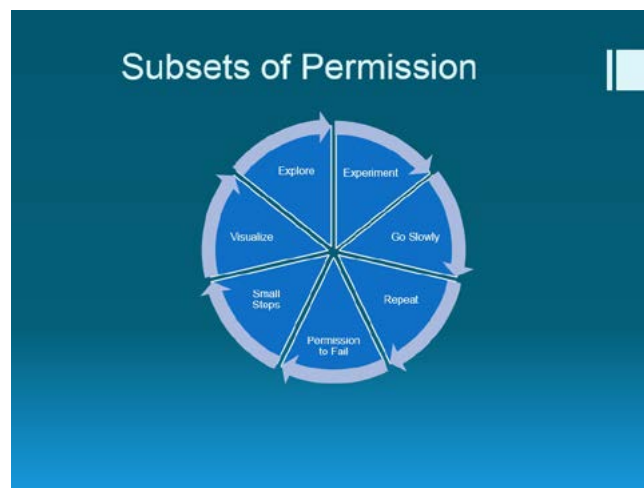 Subsets of Permission
Explore
Experiment
Visualize
Go Slowly
Small
Steps
Repeat
Permission
to Fail